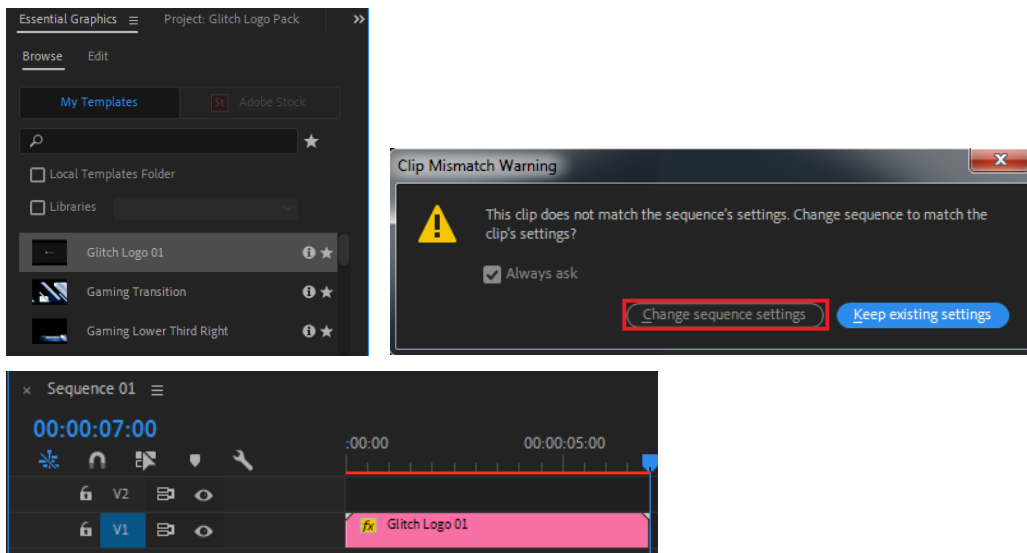 Essential Graphics
Project: Glitch Logo Pack
Browse
Edit
My Templates
St Adobe Stock
Local Templates Folder
Libraries
Glitch Logo 01
Gaming Transition
Gaming Lower Third Right
Clip Mismatch Warning
This clip does not match the sequence's settings. Change sequence to match the
clip's settings?
Always ask
Change sequence settings
Keep existing settings
Sequence 01
00:00:07:00
:00:00
00:00:05:00
V2
V1
fx Glitch Logo 01